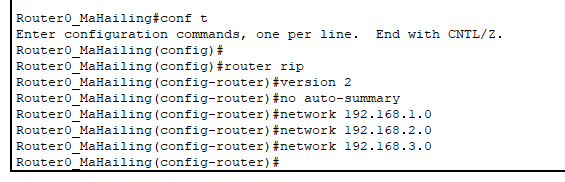 Router0_MaHailing#conf t
Enter configuration commands, one per line.  End with CNTL/Z.
Router0_MaHailing(config)#
Router0_MaHailing(config)#router rip
Router0_MaHailing(config-router)#version 2
Router0_MaHailing(config-router)#no auto-summary
Router0_MaHailing(config-router)#network 192.168.1.0
Router0_MaHailing(config-router)#network 192.168.2.0
Router0_MaHailing(config-router)#network 192.168.3.0
Router0_MaHailing(config-router)#